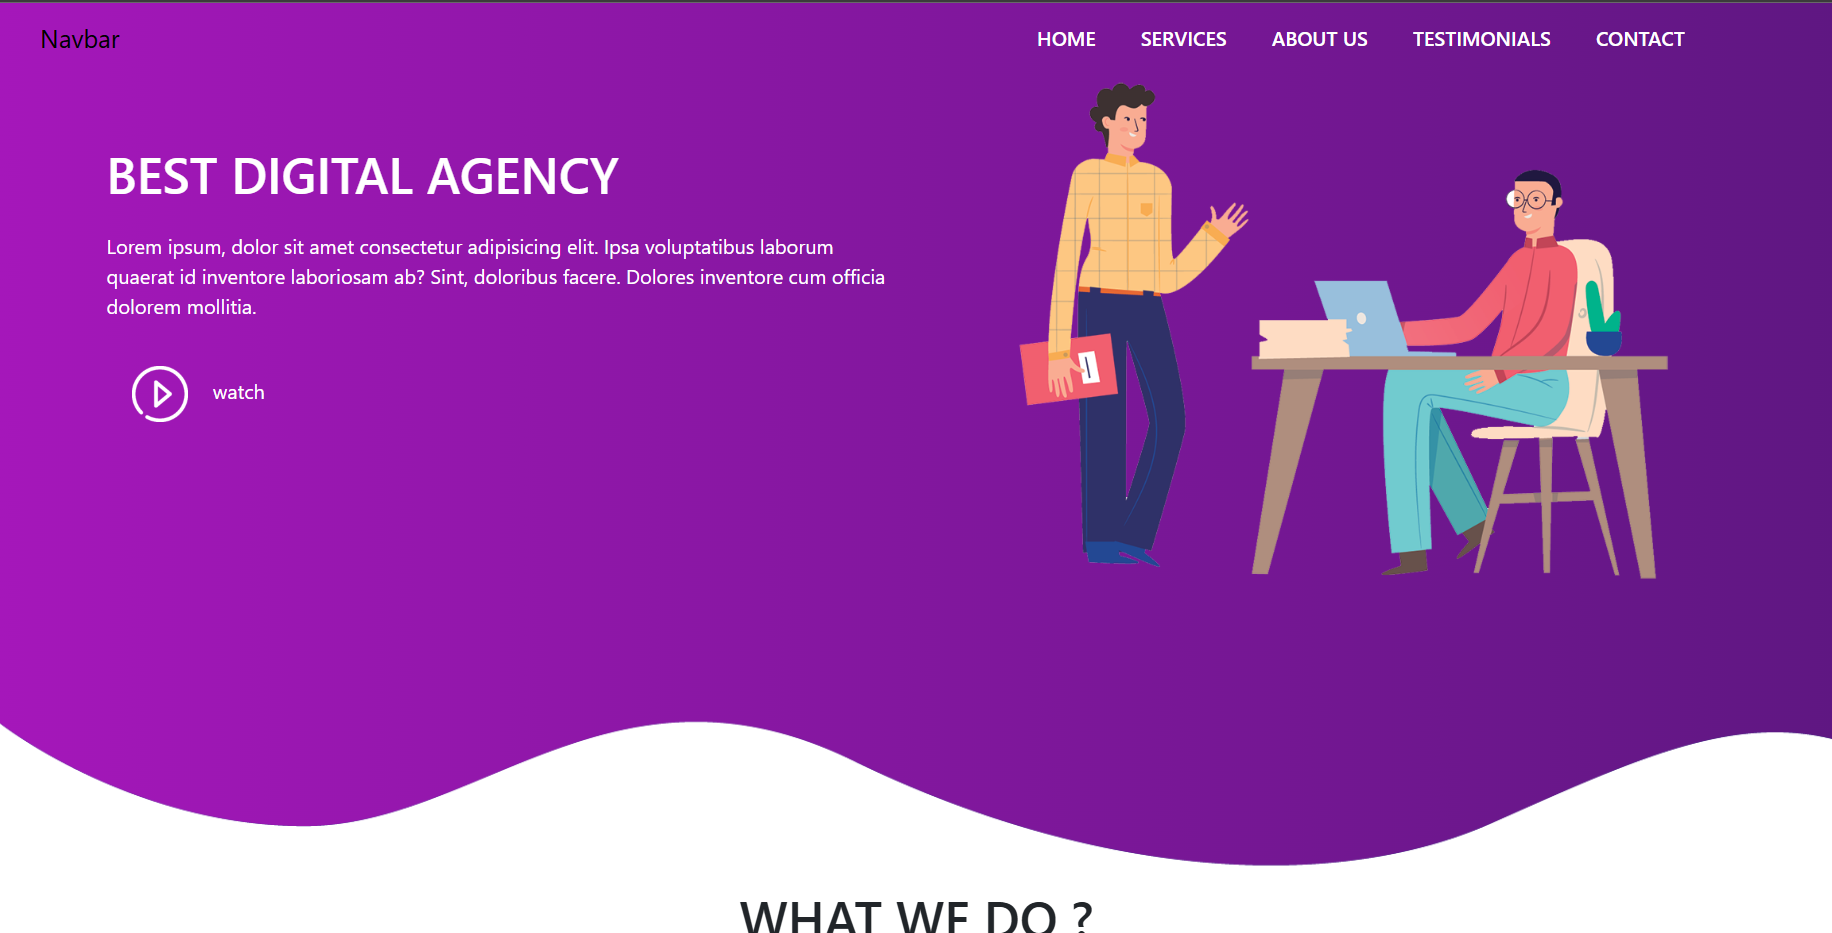 Navbar
HOME SERVICES ABOUT US TESTIMONIALS CONTACT
BEST DIGITAL AGENCY
Lorem ipsum, dolor sit amet consectetur adipisicing elit. Ipsa voluptatibus laborum
quaerat id inventore laboriosam ab? Sint, doloribus facere. Dolores inventore cum officia
dolorem mollitia.
watch
WHAT WE DO ?